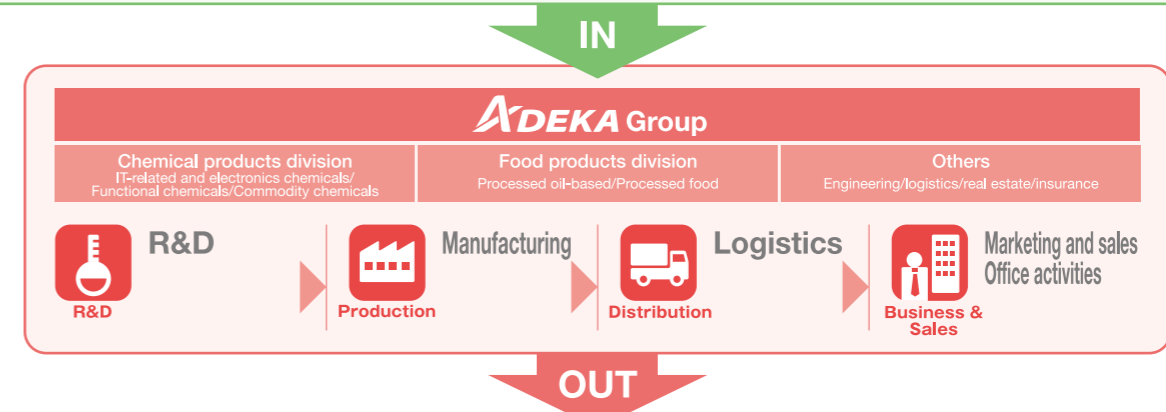 IN
ADEKA Group
Chemical products division
IT-related and electronics chemicals/
Functional chemicals/Commodity chemicals
Food products division
Processed oil-based/Processed food
Others
Engineering/logistics/real estate/insurance
R&D
R&D
Manufacturing
Production
Logistics
Distribution
Marketing and sales
Office activities
Business &
Sales
OUT